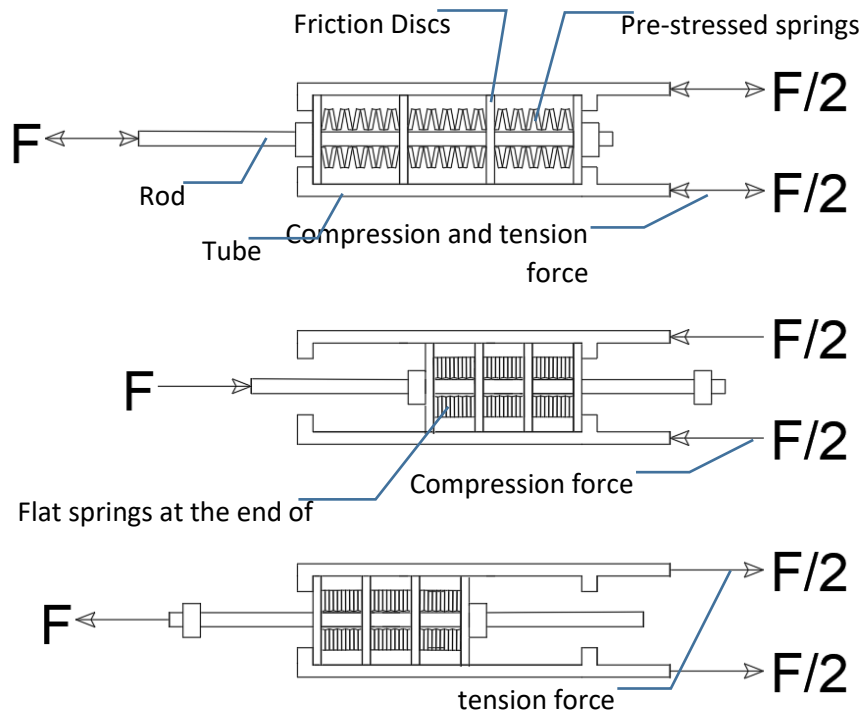 Friction Discs
Pre-stressed springs
F/2
F
Rod
F/2
Tube
Compression and tension
force
F/2
F
F/2
Compression force
Flat springs at the end of
F/2
F
F/2
tension force